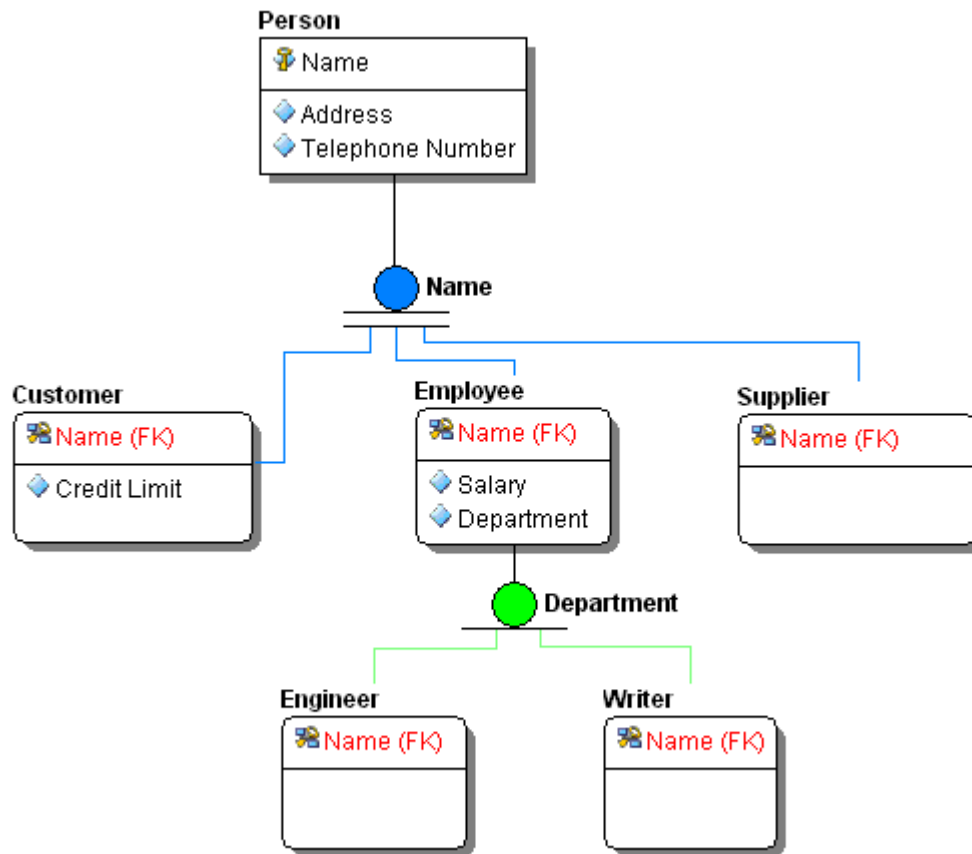 Person
Name
Address
Telephone Number
Name
Customer
Name (FK)
Credit Limit
Employee
Name (FK)
Salary
Department
Supplier
Name (FK)
Department
Engineer
Name (FK)
Writer
Name (FK)